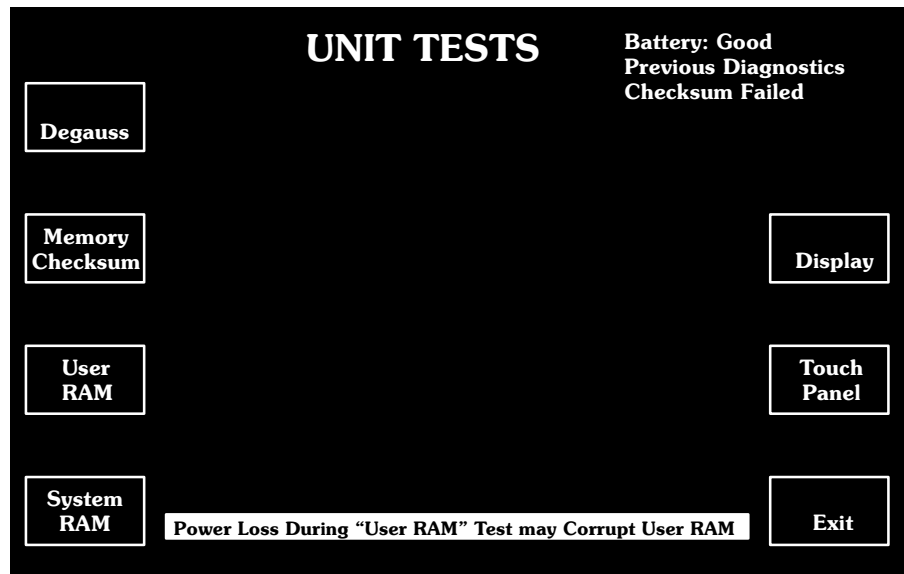 UNIT TESTS
Battery: Good
Previous Diagnostics
Checksum Failed
Degauss
Memory
Checksum
Display
User
RAM
Touch
Panel
System
RAM
Power Loss During “User RAM” Test may Corrupt User RAM
Exit